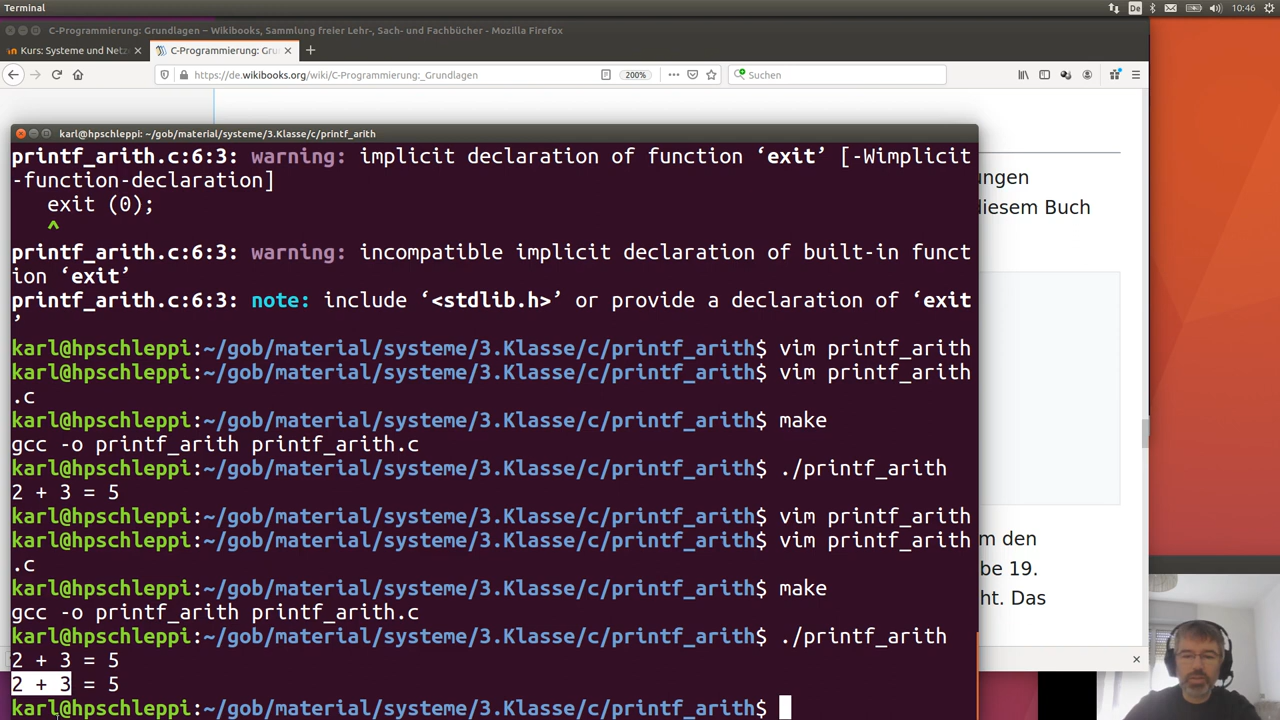 Terminal
De
10:46
C-Programmierung: Grundlagen – Wikibooks, Sammlung freier Lehr-, Sach- und Fachbücher - Mozilla Firefox
Kurs: Systeme und Netz
C-Programmierung: Gru
https://de.wikibooks.org/wiki/C-Programmierung:_Grundlagen
200%
Suchen
ungen
diesem Buch
karl@hpschleppi: ~/gob/material/systeme/3.Klasse/c/printf_arith
printf_arith.c:6:3: warning: implicit declaration of function ‘exit’ [-Wimplicit
-function-declaration]
exit (0);
^
printf_arith.c:6:3: warning: incompatible implicit declaration of built-in funct
ion ‘exit’
printf_arith.c:6:3: note: include ‘<stdlib.h>’ or provide a declaration of ‘exit
’
karl@hpschleppi:~/gob/material/systeme/3.Klasse/c/printf_arith$ vim printf_arith
karl@hpschleppi:~/gob/material/systeme/3.Klasse/c/printf_arith$ vim printf_arith
.c
karl@hpschleppi:~/gob/material/systeme/3.Klasse/c/printf_arith$ make
gcc -o printf_arith printf_arith.c
karl@hpschleppi:~/gob/material/systeme/3.Klasse/c/printf_arith$ ./printf_arith
2 + 3 = 5
karl@hpschleppi:~/gob/material/systeme/3.Klasse/c/printf_arith$ vim printf_arith
karl@hpschleppi:~/gob/material/systeme/3.Klasse/c/printf_arith$ vim printf_arith
.c
karl@hpschleppi:~/gob/material/systeme/3.Klasse/c/printf_arith$ make
gcc -o printf_arith printf_arith.c
karl@hpschleppi:~/gob/material/systeme/3.Klasse/c/printf_arith$ ./printf_arith
2 + 3 = 5
2 + 3 = 5
karl@hpschleppi:~/gob/material/systeme/3.Klasse/c/printf_arith$
m den
be 19.
ht. Das